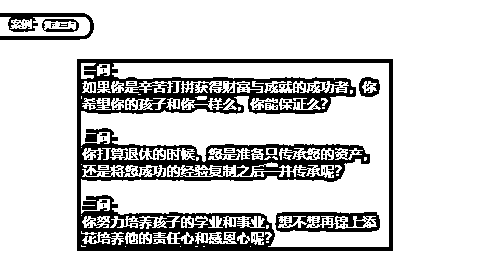 案例-黄金三问
一问-
如果你是辛苦打拼获得财富与成就的成功者，你
希望你的孩子和你一样么，你能保证么？
二问-
你打算退休的时候，您是准备只传承您的资产，
还是将您成功的经验复制之后一并传承呢？
三问-
你努力培养孩子的学业和事业，想不想再锦上添
花培养他的责任心和感恩心呢？